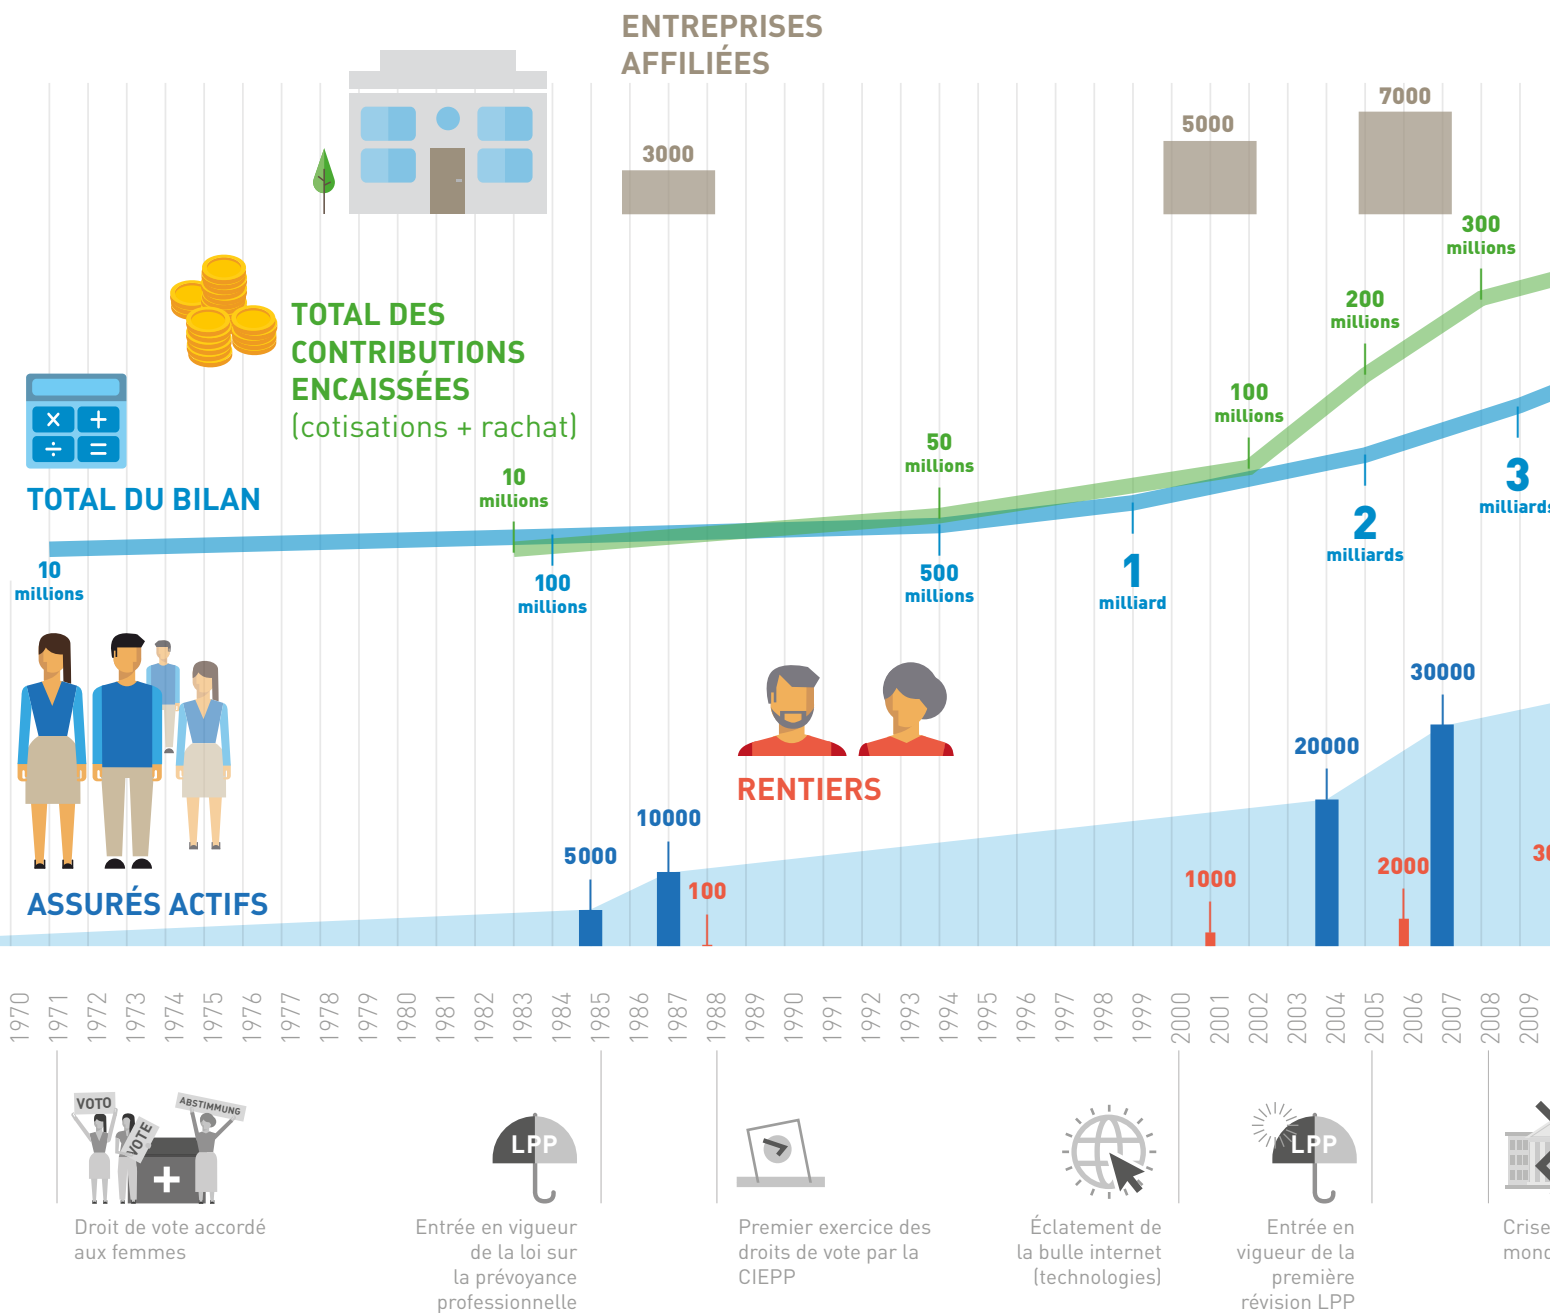 ENTREPRISES
AFFILIÉES
3000
5000
7000
TOTAL DES
CONTRIBUTIONS
ENCAISSÉES
(cotisations + rachat)
10
millions
50
millions
100
millions
200
millions
300
millions
TOTAL DU BILAN
10
millions
100
millions
500
millions
1
milliard
2
milliards
3
milliards
ASSURÉS ACTIFS
5000
10000
20000
30000
RENTIERS
100
1000
2000
30
1970
1971
1972
1973
1974
1975
1976
1977
1978
1979
1980
1981
1982
1983
1984
1985
1986
1987
1988
1989
1990
1991
1992
1993
1994
1995
1996
1997
1998
1999
2000
2001
2002
2003
2004
2005
2006
2007
2008
2009
VOTO
VOTE
ABSTIMMUNG
Droit de vote accordé
aux femmes
LPP
Entrée en vigueur
de la loi sur
la prévoyance
professionnelle
Premier exercice des
droits de vote par la
CIEPP
Éclatement de
la bulle internet
(technologies)
LPP
Entrée en
vigueur de la
première
révision LPP
Crise
mond